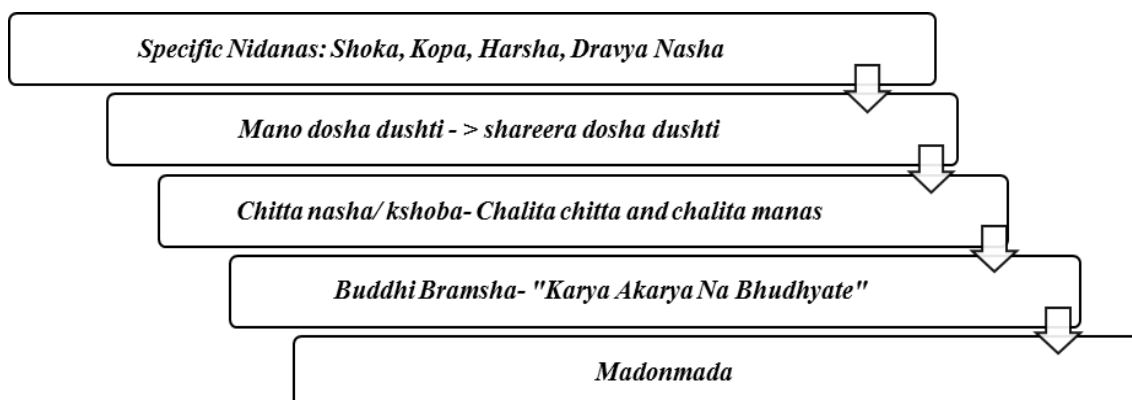 Specific Nidanas: Shoka, Kopa, Harsha, Dravya Nasha
Mano dosha dushti - > shareera dosha dushti
Chitta nasha/ kshoba- Chalita chitta and chalita manas
Buddhi Bramsha- "Karya Akarya Na Bhudhyate"
Madonmada